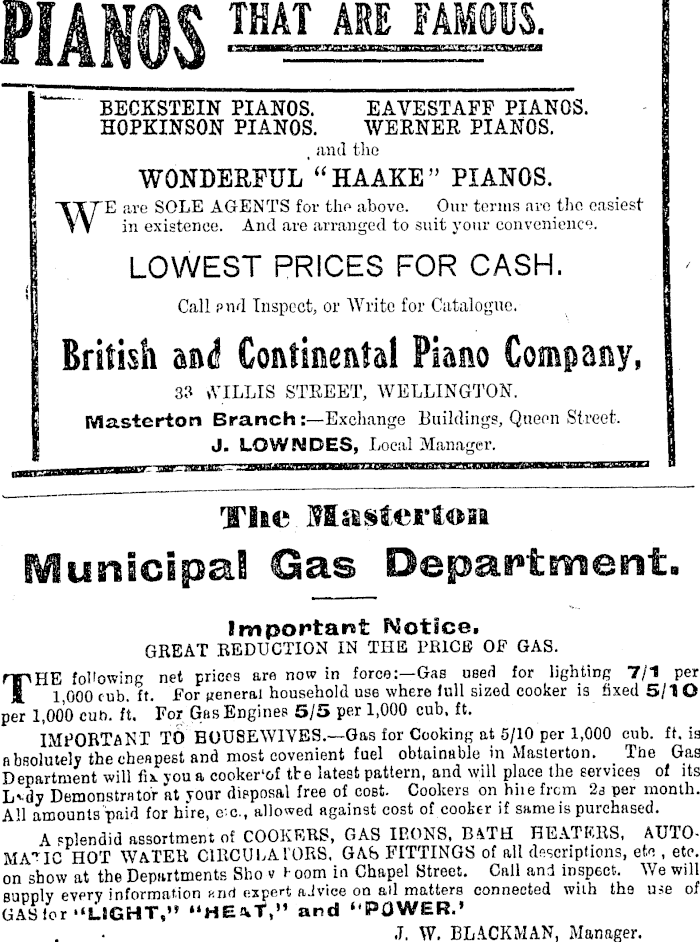 PIANOS THAT ARE FAMOUS.
BECKSTEIN PIANOS. EAVESTAFF PIANOS.
HOPKINSON PIANOS. WERNER PIANOS.
and the
WONDERFUL "HAAKE" PIANOS.
WE are SOLE AGENTS for the above. Our terms are the easiest
in existence. And are arranged to suit your convenience.
LOWEST PRICES FOR CASH.
Call and Inspect, or Write for Catalogue.
British and Continental Piano Company,
33 WILLIS STREET, WELLINGTON.
Masterton Branch:—Exchange Buildings, Queen Street.
J. LOWNDES, Local Manager.
The Masterton
Municipal Gas Department.
Important Notice.
GREAT REDUCTION IN THE PRICE OF GAS.
THE following net prices are now in force:—Gas used for lighting 7/1 per
1,000 cub. ft. For general household use where full sized cooker is fixed 5/10
per 1,000 cub. ft. For Gas Engines 5/5 per 1,000 cub. ft.
IMPORTANT TO HOUSEWIVES.—Gas for Cooking at 5/10 per 1,000 cub. ft. is
absolutely the cheapest and most covenient fuel obtainable in Masterton. The Gas
Department will fix you a cooker of the latest pattern, and will place the services of its
Lady Demonstrator at your disposal free of cost. Cookers on hire from 2s per month.
All amounts paid for hire, etc., allowed against cost of cooker if same is purchased.
A splendid assortment of COOKERS, GAS IRONS, BATH HEATERS, AUTO-
MATIC HOT WATER CIRCULATORS, GAS FITTINGS of all descriptions, etc., etc.
on show at the Departments Show Room in Chapel Street. Call and inspect. We will
supply every information and expert advice on all matters connected with the use of
GAS for "LIGHT," "HEAT," and "POWER.'
J. W. BLACKMAN, Manager.